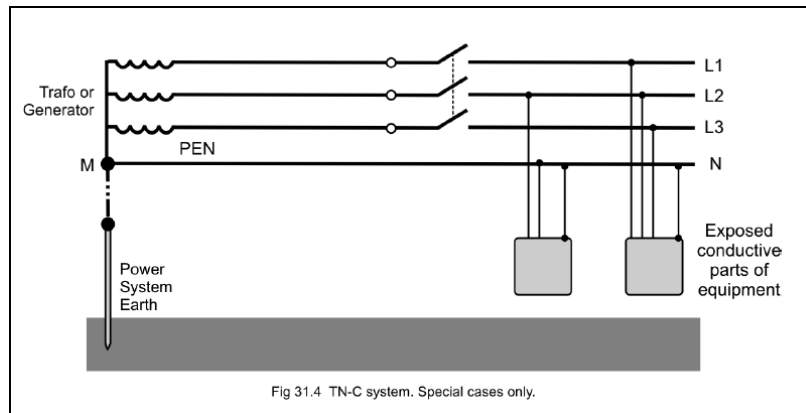 L1
Trafo or
Generator
L2
L3
PEN
M
N
Exposed
conductive
parts of
equipment
Power
System
Earth
Fig 31.4 TN-C system. Special cases only.